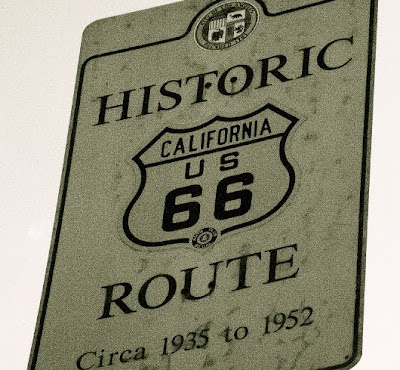 HISTORIC
CALIFORNIA
US
66
ROUTE
Circa 1935 to 1952